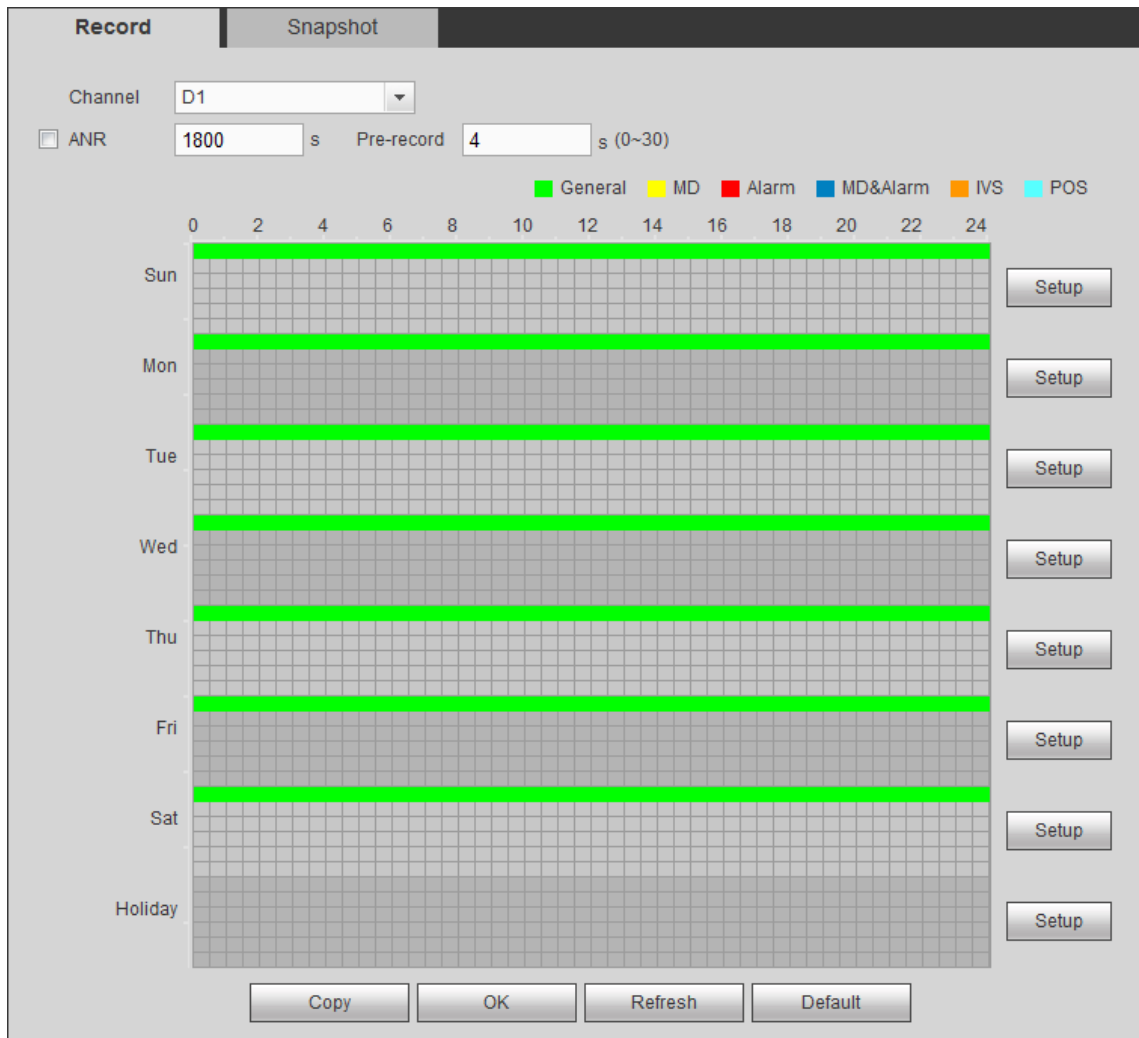 Record Snapshot
Channel D1
ANR 1800 s Pre-record 4 s (0~30)
General MD Alarm MD&Alarm IVS POS
0 2 4 6 8 10 12 14 16 18 20 22 24
Sun Setup
Mon Setup
Tue Setup
Wed Setup
Thu Setup
Fri Setup
Sat Setup
Holiday Setup
Copy OK Refresh Default